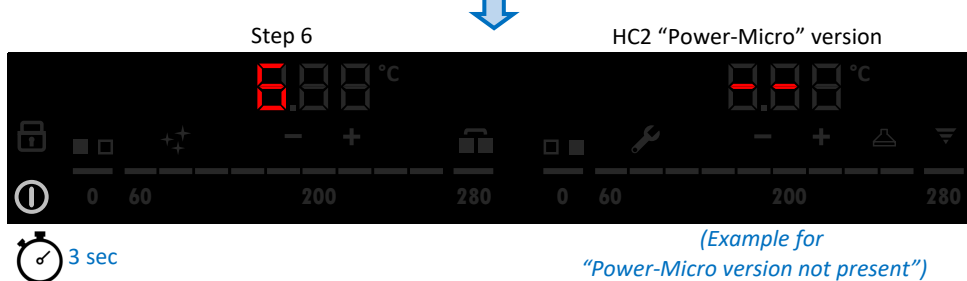 Step 6
HC2 “Power-Micro” version
6 °C
-- °C
− +
− +
0 60 200 280
0 60 200 280
3 sec
(Example for
“Power-Micro version not present”)